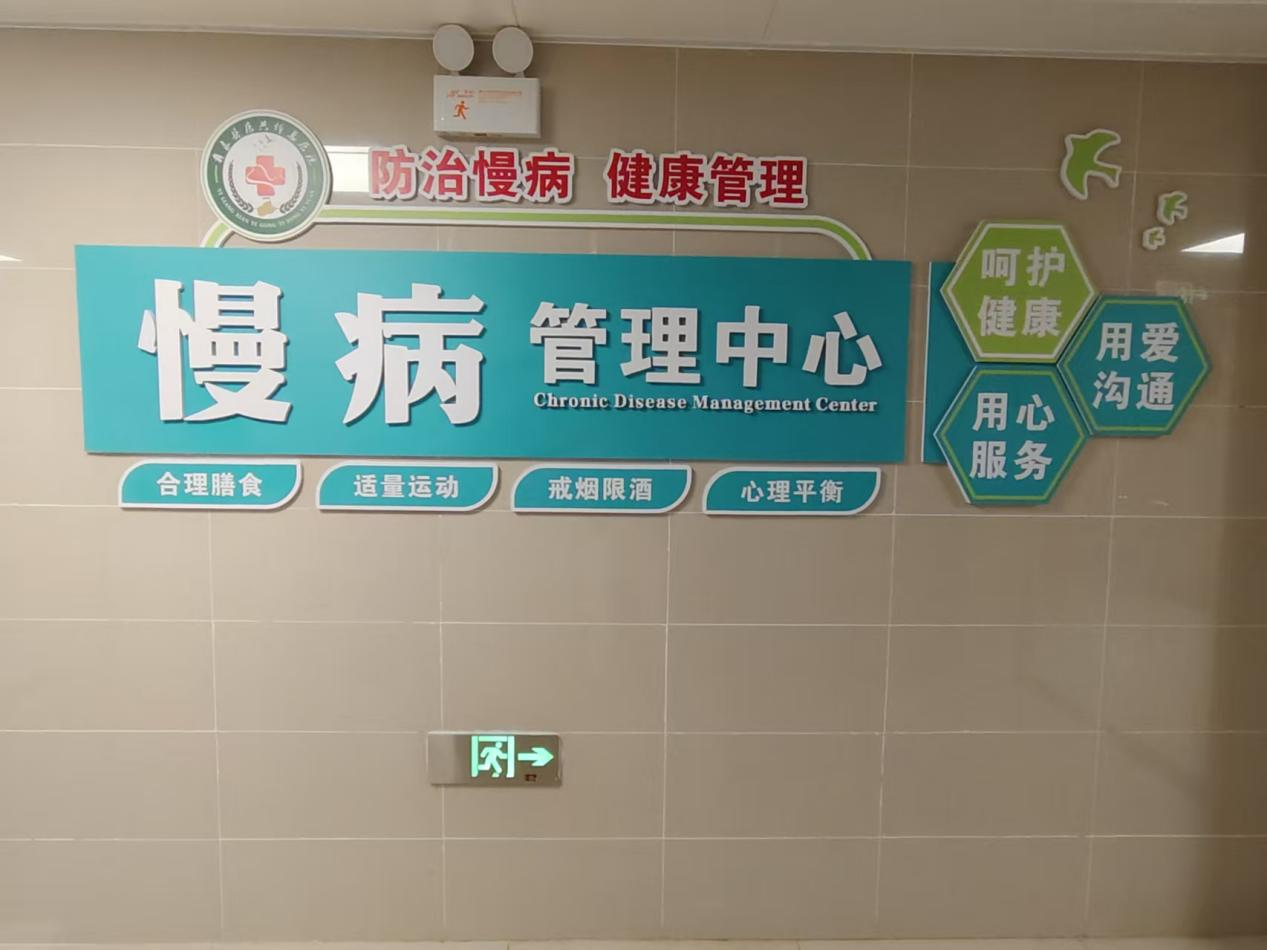 防治慢病 健康管理
慢病管理中心
Chronic Disease Management Center
合理膳食
适量运动
戒烟限酒
心理平衡
呵护
健康
用爱
沟通
用心
服务